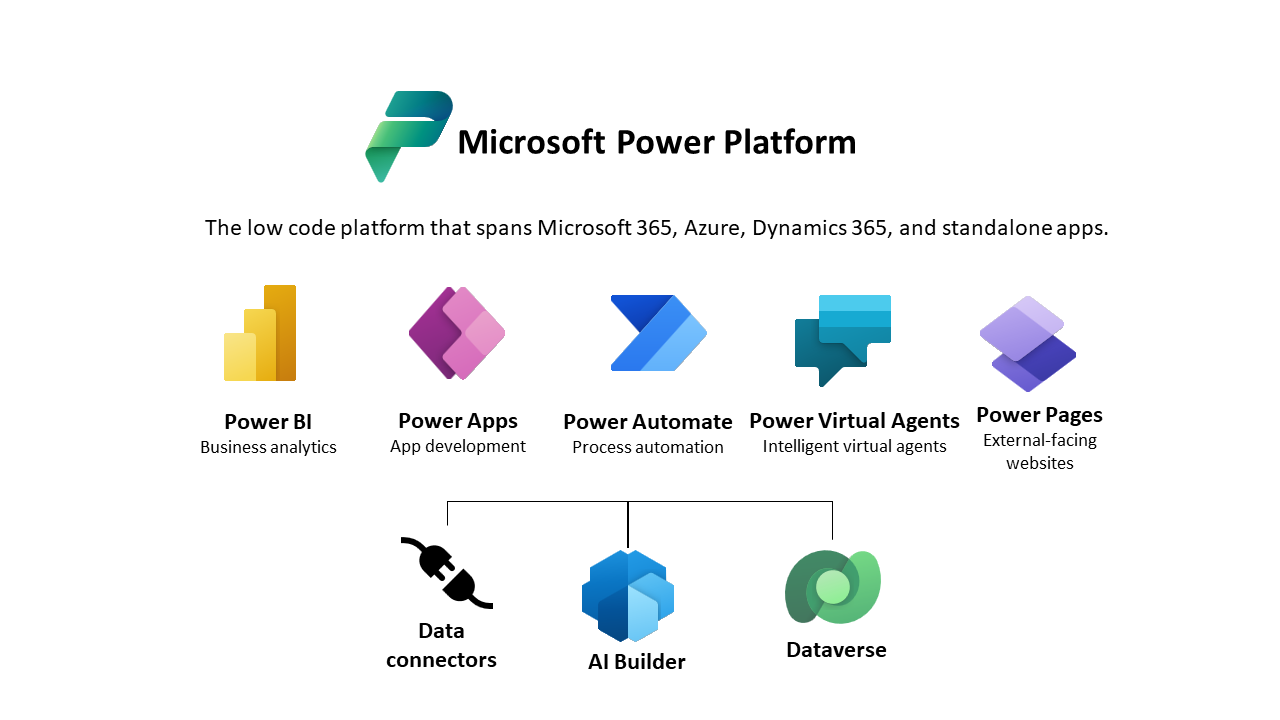 Microsoft Power Platform
The low code platform that spans Microsoft 365, Azure, Dynamics 365, and standalone apps.
Power BI
Business analytics
Power Apps
App development
Power Automate
Process automation
Power Virtual Agents
Intelligent virtual agents
Power Pages
External-facing
websites
Data
connectors
AI Builder
Dataverse